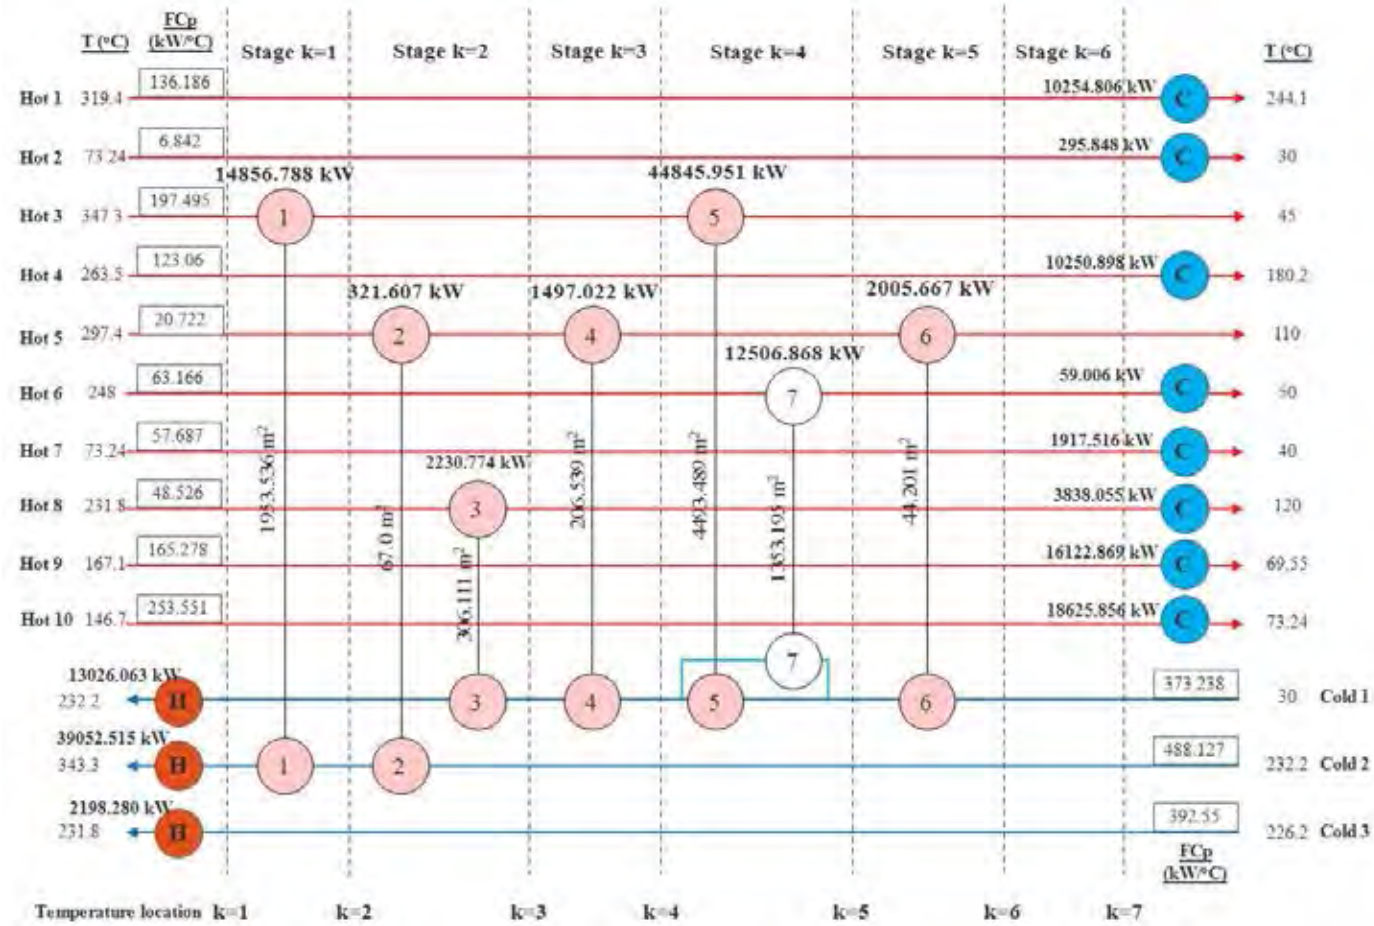 FCp
T (°C) (kW/°C) Stage k=1 Stage k=2 Stage k=3 Stage k=4 Stage k=5 Stage k=6 T (°C)
136.186 10254.806 kW
Hot 1 319.4 C 244.1
6.842 295.848 kW
Hot 2 73.24 C 30
14856.788 kW 44845.951 kW
197.495
Hot 3 347.3 1 5 45
123.06 10250.898 kW
Hot 4 263.5 C 180.2
321.607 kW 1497.022 kW 2005.667 kW
20.722
Hot 5 297.4 2 4 6 110
12506.868 kW
63.166 59.006 kW
Hot 6 248 7 C 50
57.687 1917.516 kW
Hot 7 73.24 C 40
2230.774 kW
48.526 3838.055 kW
Hot 8 231.8 3 C 120
1953.536 m²
67.0 m²
306.111 m²
206.539 m²
4493.489 m²
1353.195 m²
44.201 m²
165.278 16122.869 kW
Hot 9 167.1 C 69.55
253.551 18625.856 kW
Hot 10 146.7 C 73.24
7
13026.063 kW 373.238
232.2 H 3 4 5 6 30 Cold 1
39052.515 kW 488.127
343.3 H 1 2 232.2 Cold 2
2198.280 kW 392.55
231.8 H 226.2 Cold 3
FCp
(kW/°C)
Temperature location k=1 k=2 k=3 k=4 k=5 k=6 k=7